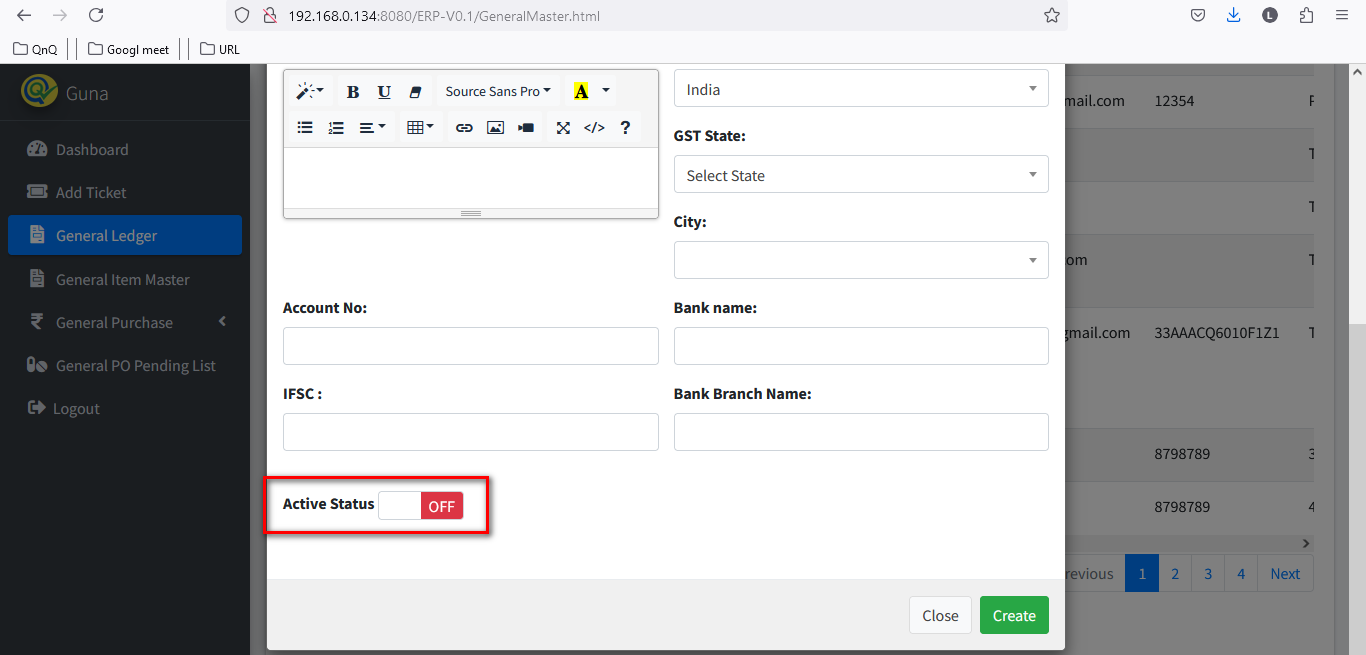 192.168.0.134:8080/ERP-V0.1/GeneralMaster.html
L
QnQ
Googl meet
URL
Guna
Dashboard
Add Ticket
General Ledger
General Item Master
General Purchase
General PO Pending List
Logout
B U Source Sans Pro A
</> ?
India
GST State:
Select State
City:
Account No:
Bank name:
IFSC :
Bank Branch Name:
Active Status OFF
Close
Create
mail.com 12354
om
gmail.com 33AAACQ6010F1Z1
8798789 3
8798789 4
revious 1 2 3 4 Next